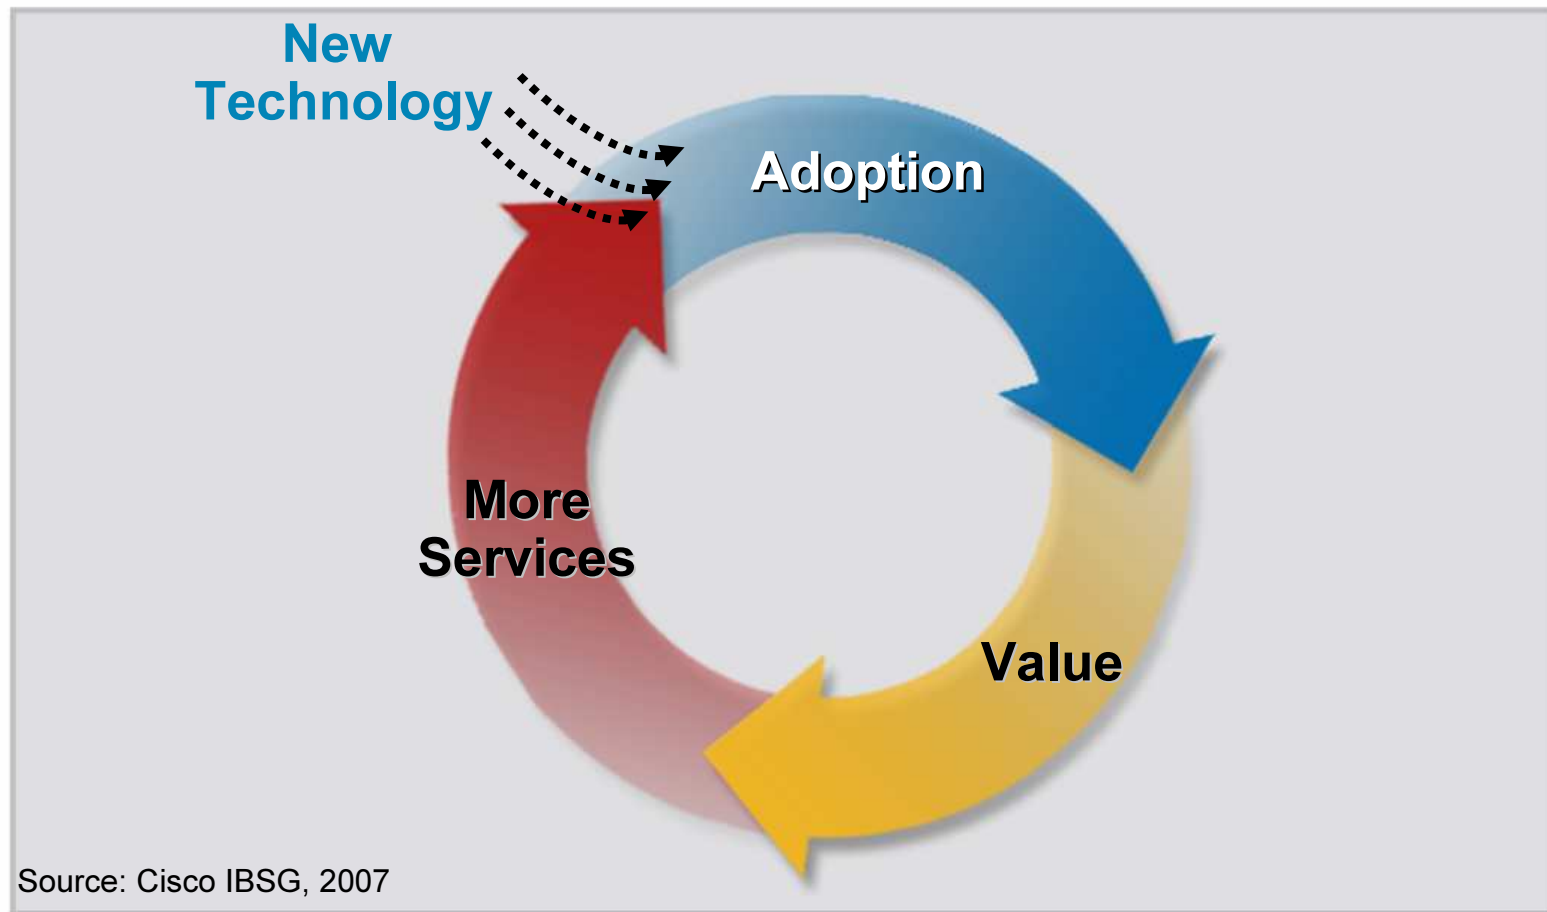 New
Technology
Adoption
More
Services
Value
Source: Cisco IBSG, 2007